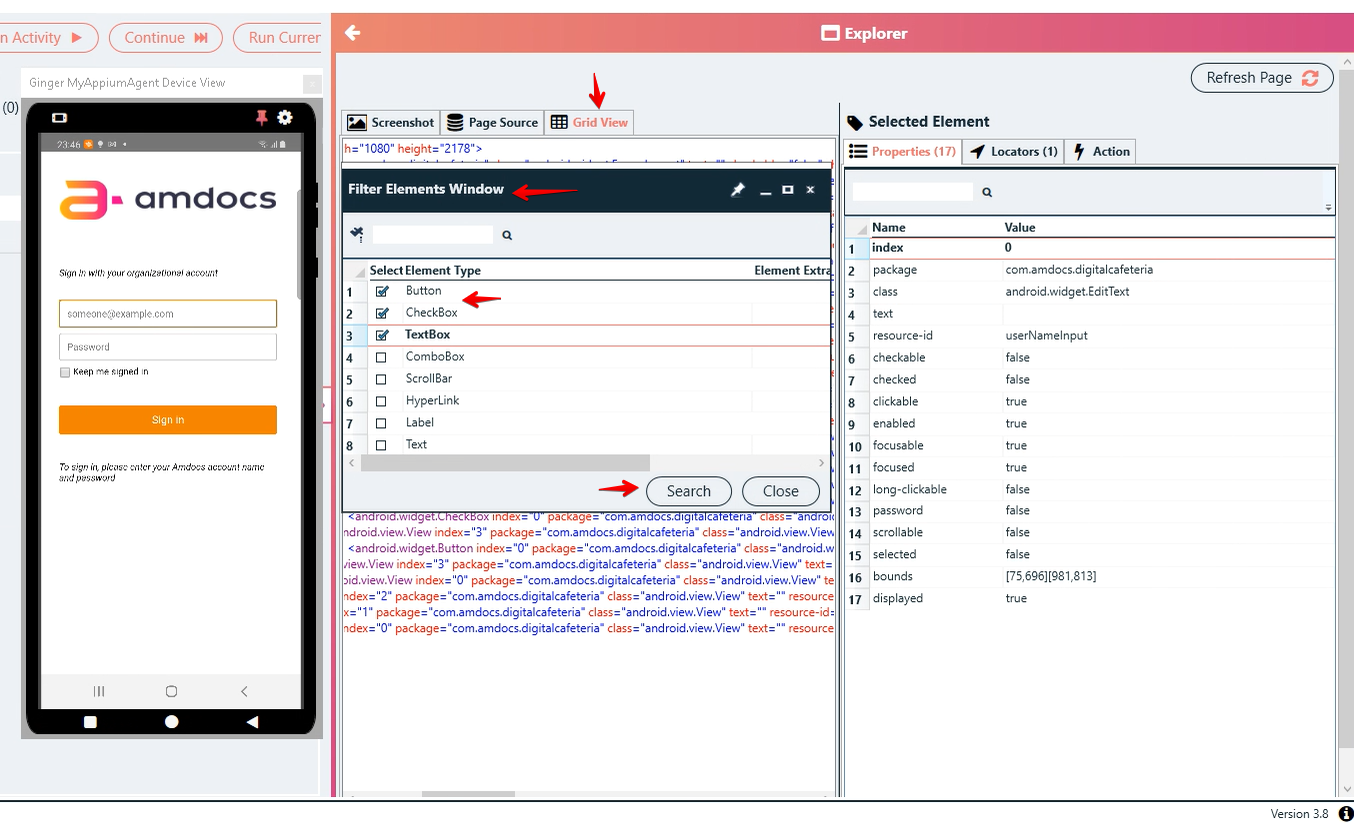 n Activity
Continue
Run Curren
Explorer
Refresh Page
Ginger MyAppiumAgent Device View
x
(0)
23:46
amdocs
Sign in with your organizational account
someone@example.com
Password
Keep me signed in
Sign in
To sign in, please enter your Amdocs account name
and password
Screenshot
Page Source
Grid View
h="1080" height="2178">
Filter Elements Window
Select Element Type Element Extra
1 Button
2 CheckBox
3 TextBox
4 ComboBox
5 ScrollBar
6 HyperLink
7 Label
8 Text
Search
Close
<android.widget.CheckBox index="0" package="com.amdocs.digitalcafeteria" class="androi
ndroid.view.View index="3" package="com.amdocs.digitalcafeteria" class="android.view.View
<android.widget.Button index="0" package="com.amdocs.digitalcafeteria" class="android.w
view.View index="3" package="com.amdocs.digitalcafeteria" class="android.view.View" text=
oid.view.View index="0" package="com.amdocs.digitalcafeteria" class="android.view.View" te
ndex="2" package="com.amdocs.digitalcafeteria" class="android.view.View" text="" resourc
x="1" package="com.amdocs.digitalcafeteria" class="android.view.View" text="" resource-id=
ndex="0" package="com.amdocs.digitalcafeteria" class="android.view.View" text="" resource
Selected Element
Properties (17)
Locators (1)
Action
Name Value
1 index 0
2 package com.amdocs.digitalcafeteria
3 class android.widget.EditText
4 text
5 resource-id userNameInput
6 checkable false
7 checked false
8 clickable true
9 enabled true
10 focusable true
11 focused true
12 long-clickable false
13 password false
14 scrollable false
15 selected false
16 bounds [75,696][981,813]
17 displayed true
Version 3.8